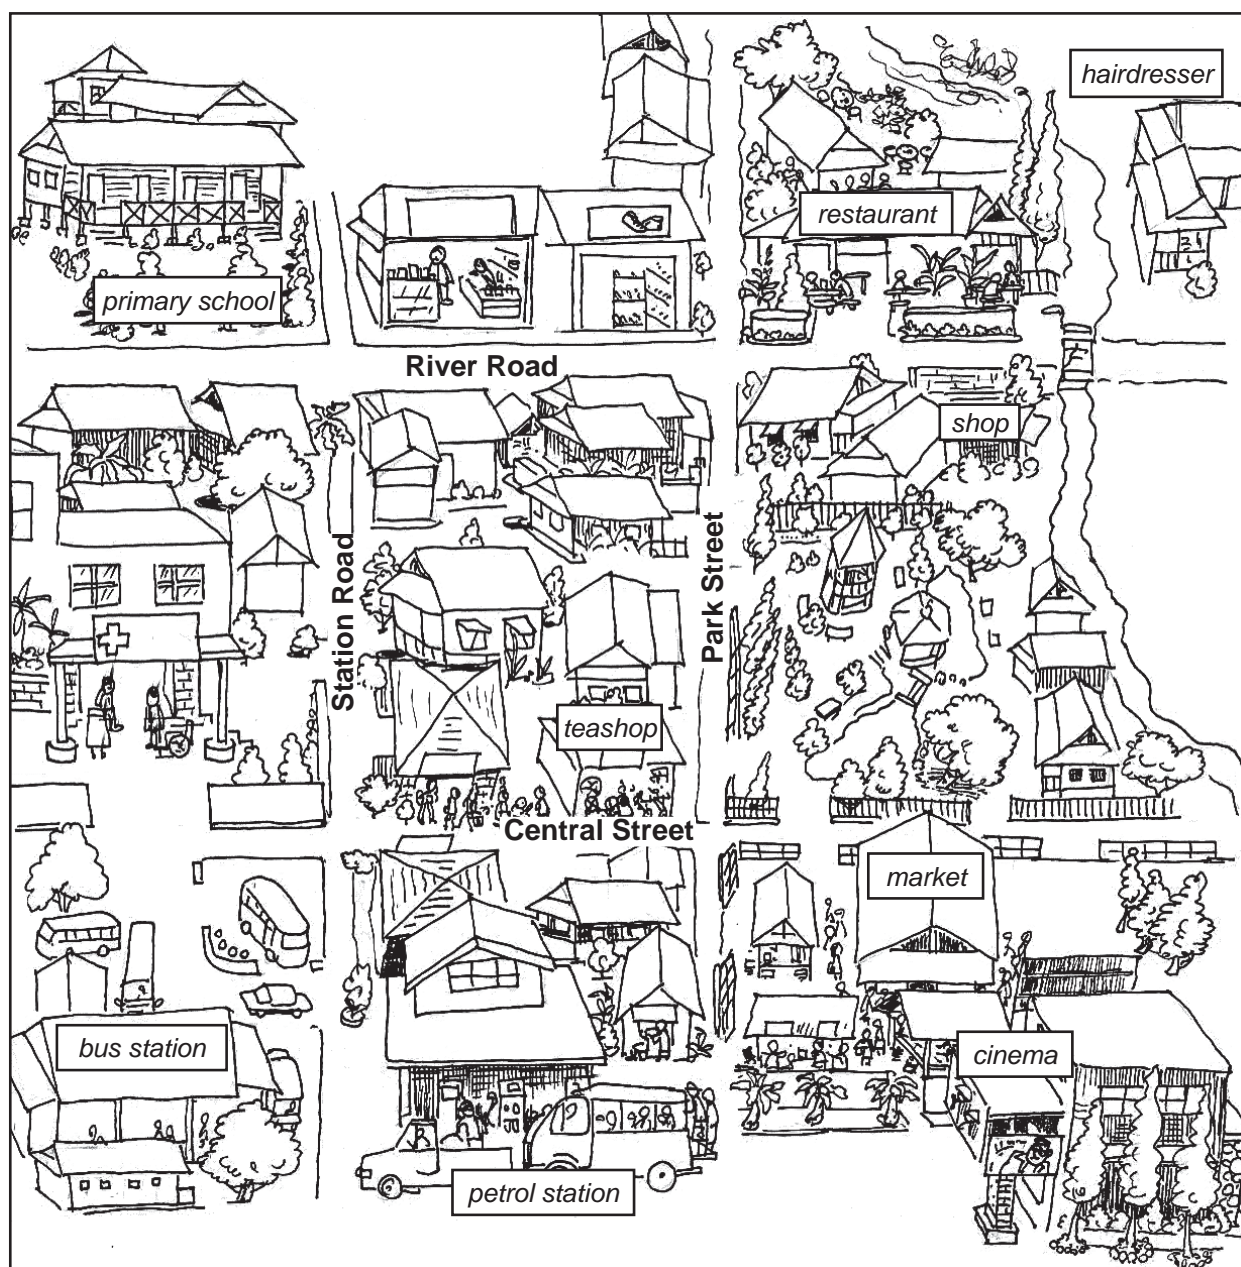 hairdresser
restaurant
primary school
River Road
shop
Station Road
Park Street
teashop
Central Street
market
bus station
cinema
petrol station